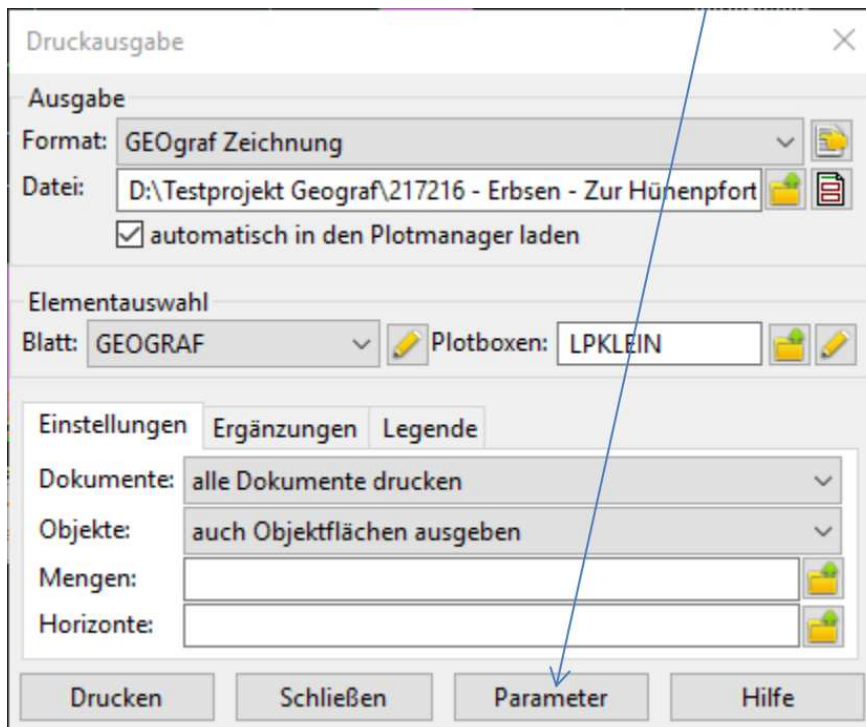 Druckausgabe
Ausgabe
Format: GEOgraf Zeichnung
Datei: D:\Testprojekt Geograf\217216 - Erbsen - Zur Hünenpfort
automatisch in den Plotmanager laden
Elementauswahl
Blatt: GEOGRAF Plotboxen: LPKLEIN
Einstellungen Ergänzungen Legende
Dokumente: alle Dokumente drucken
Objekte: auch Objektflächen ausgeben
Mengen:
Horizonte:
Drucken Schließen Parameter Hilfe